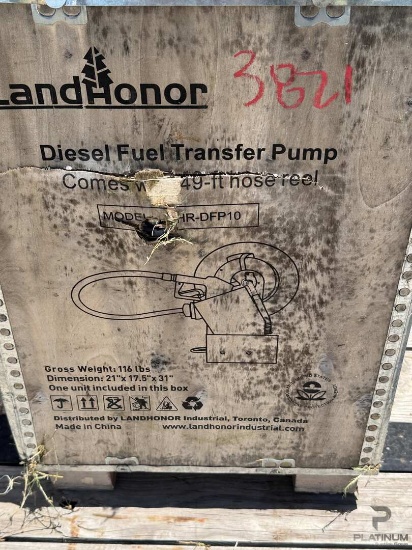 LandHonor
3821
Diesel Fuel Transfer Pump
Comes 49-ft hose reel
MODEL HR-DFP10
Gross Weight: 116 lbs
Dimension: 21"x 17.5"x 31"
One unit included in this box
Distributed by LANDHONOR Industrial, Toronto, Canada
Made in China www.landhonorindustrial.com
PLATINUM